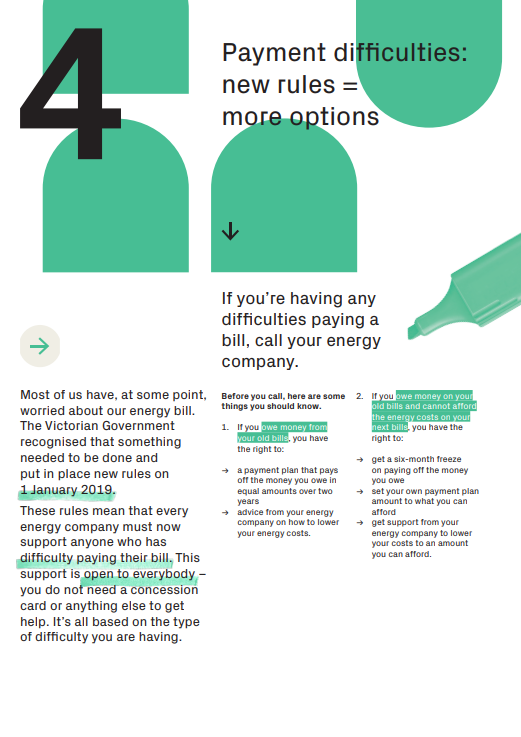 4
Payment difficulties:
new rules =
more options
If you’re having any
difficulties paying a
bill, call your energy
company.
Most of us have, at some point,
worried about our energy bill.
The Victorian Government
recognised that something
needed to be done and
put in place new rules on
1 January 2019.
These rules mean that every
energy company must now
support anyone who has
difficulty paying their bill. This
support is open to everybody –
you do not need a concession
card or anything else to get
help. It’s all based on the type
of difficulty you are having.
Before you call, here are some
things you should know.
1. If you owe money from
your old bills, you have
the right to:
→ a payment plan that pays
off the money you owe in
equal amounts over two
years
→ advice from your energy
company on how to lower
your energy costs.
2. If you owe money on your
old bills and cannot afford
the energy costs on your
next bills, you have the
right to:
→ get a six-month freeze
on paying off the money
you owe
→ set your own payment plan
amount to what you can
afford
→ get support from your
energy company to lower
your costs to an amount
you can afford.